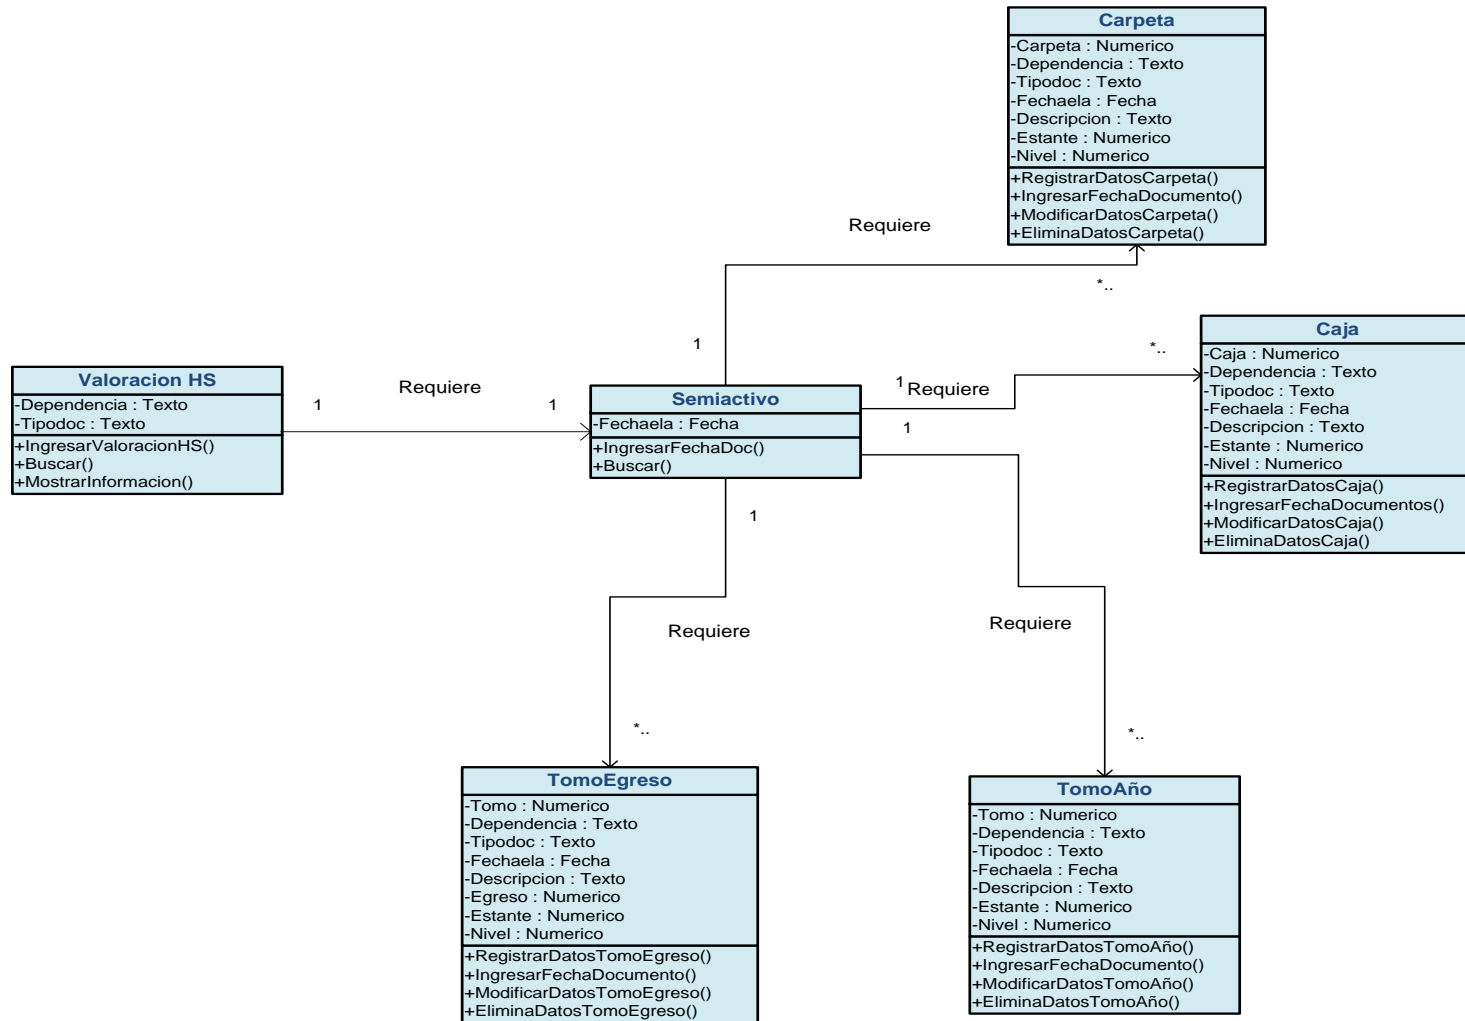 Carpeta
-Carpeta : Numerico
-Dependencia : Texto
-Tipodoc : Texto
-Fechaela : Fecha
-Descripcion : Texto
-Estante : Numerico
-Nivel : Numerico
+RegistrarDatosCarpeta()
+IngresarFechaDocumento()
+ModificarDatosCarpeta()
+EliminaDatosCarpeta()
Requiere
*..
1
Caja
-Caja : Numerico
-Dependencia : Texto
-Tipodoc : Texto
-Fechaela : Fecha
-Descripcion : Texto
-Estante : Numerico
-Nivel : Numerico
+RegistrarDatosCaja()
+IngresarFechaDocumentos()
+ModificarDatosCaja()
+EliminaDatosCaja()
*..
1
Requiere
Valoracion HS
-Dependencia : Texto
-Tipodoc : Texto
+IngresarValoracionHS()
+Buscar()
+MostrarInformacion()
Requiere
1
1
Semiactivo
-Fechaela : Fecha
+IngresarFechaDoc()
+Buscar()
1
1
Requiere
Requiere
*..
*..
TomoEgreso
-Tomo : Numerico
-Dependencia : Texto
-Tipodoc : Texto
-Fechaela : Fecha
-Descripcion : Texto
-Egreso : Numerico
-Estante : Numerico
-Nivel : Numerico
+RegistrarDatosTomoEgreso()
+IngresarFechaDocumento()
+ModificarDatosTomoEgreso()
+EliminaDatosTomoEgreso()
TomoAño
-Tomo : Numerico
-Dependencia : Texto
-Tipodoc : Texto
-Fechaela : Fecha
-Descripcion : Texto
-Estante : Numerico
-Nivel : Numerico
+RegistrarDatosTomoAño()
+IngresarFechaDocumento()
+ModificarDatosTomoAño()
+EliminaDatosTomoAño()